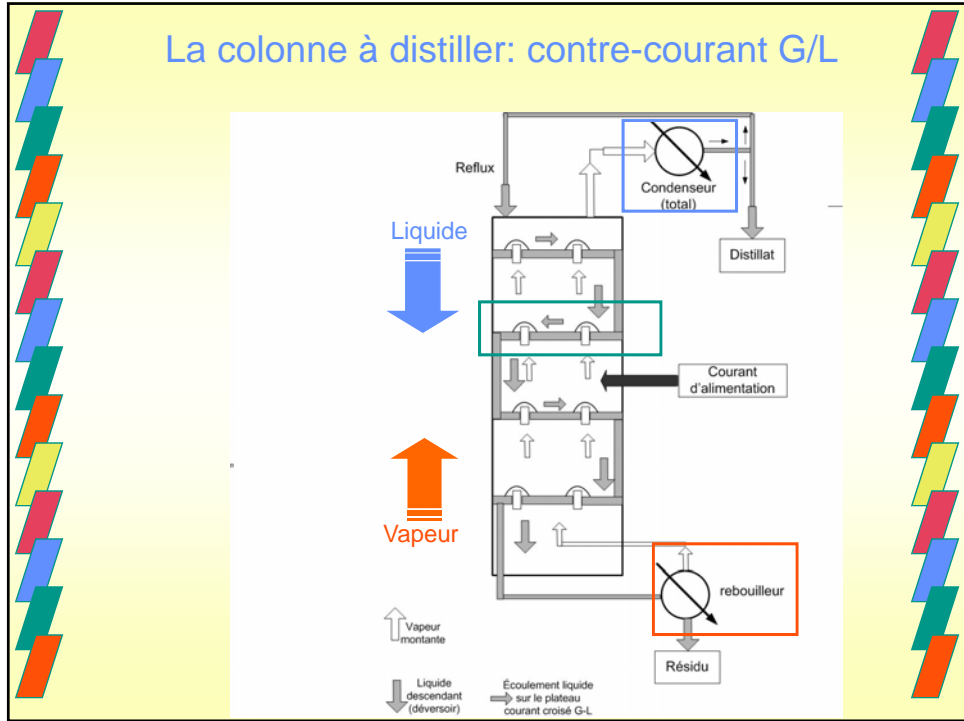 La colonne à distiller: contre-courant G/L
Reflux
Condenseur
(total)
Liquide
Distillat
Courant
d'alimentation
Vapeur
rebouilleur
Vapeur
montante
Résidu
Liquide
descendant
(déversoir)
Écoulement liquide
sur le plateau
courant croisé G-L